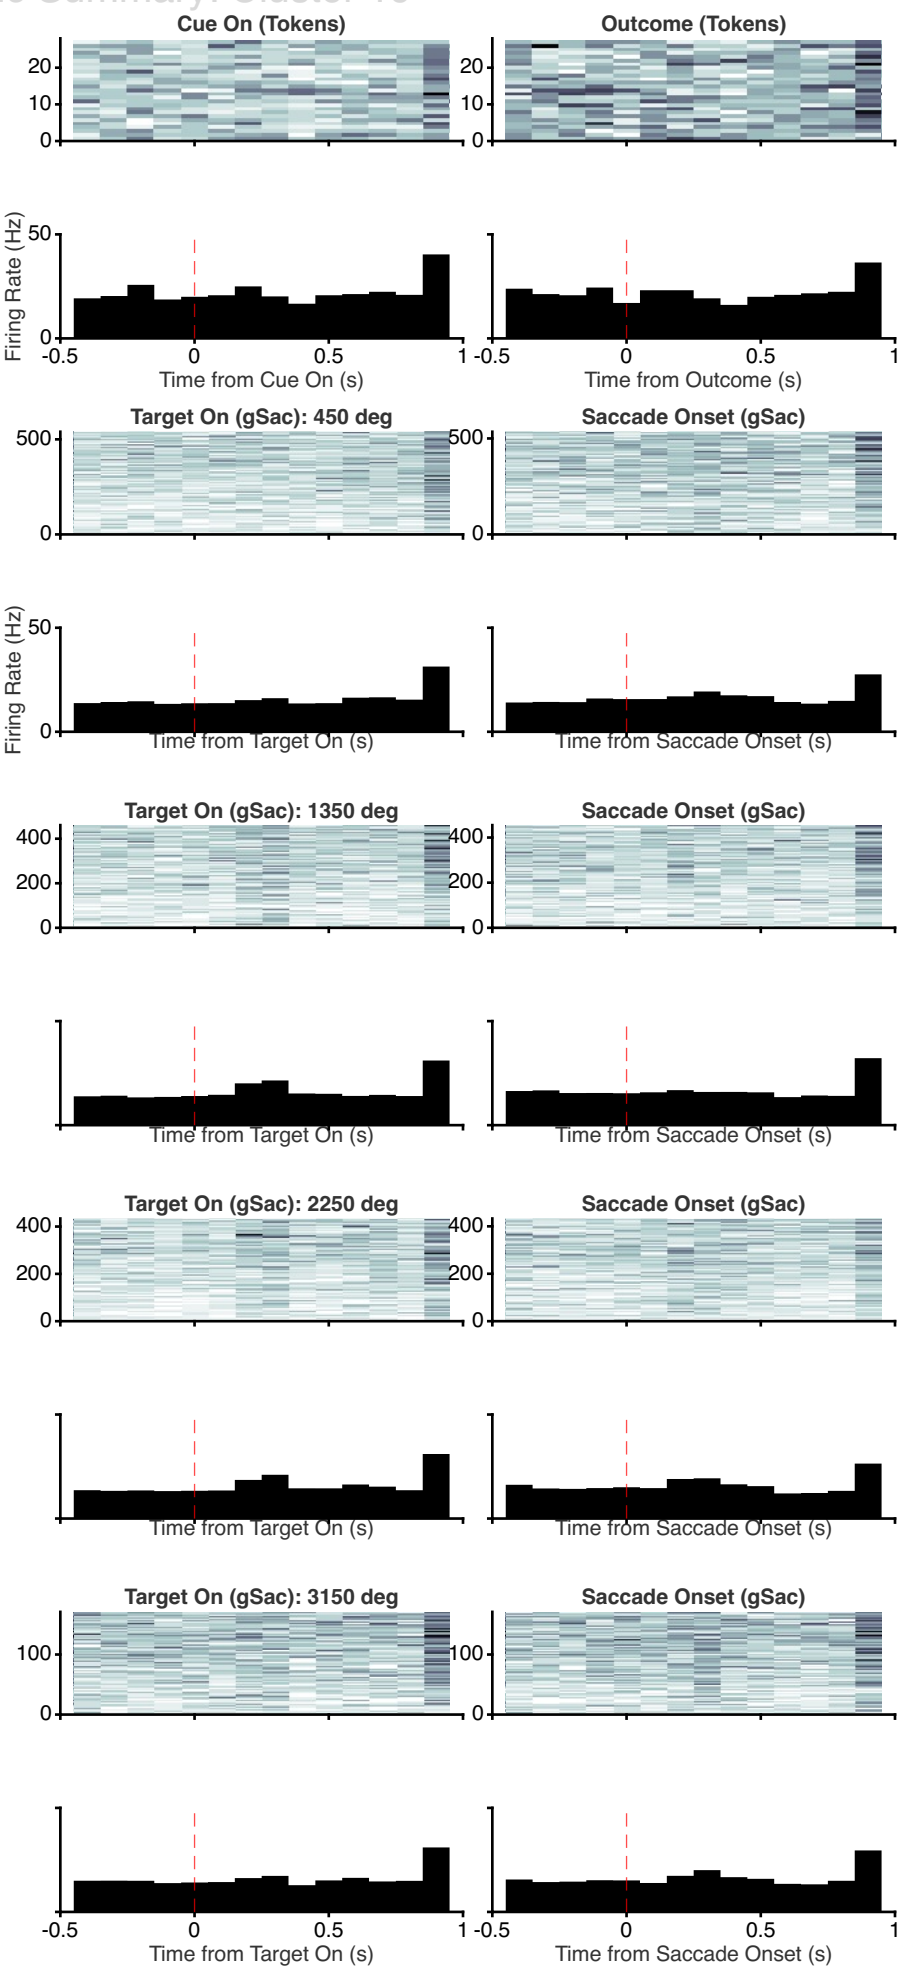 Summary: Cluster
Cue On (Tokens) Outcome (Tokens)
20 20
10 10
0 0
Firing Rate (Hz)
50
0
-0.5 0 0.5 1 -0.5 0 0.5 1
Time from Cue On (s) Time from Outcome (s)
Target On (gSac): 450 deg Saccade Onset (gSac)
500 500
0 0
Firing Rate (Hz)
50
0
Time from Target On (s) Time from Saccade Onset (s)
Target On (gSac): 1350 deg Saccade Onset (gSac)
400 400
200 200
0 0
Time from Target On (s) Time from Saccade Onset (s)
Target On (gSac): 2250 deg Saccade Onset (gSac)
400 400
200 200
0 0
Time from Target On (s) Time from Saccade Onset (s)
Target On (gSac): 3150 deg Saccade Onset (gSac)
100 100
0 0
-0.5 0 0.5 1 -0.5 0 0.5 1
Time from Target On (s) Time from Saccade Onset (s)